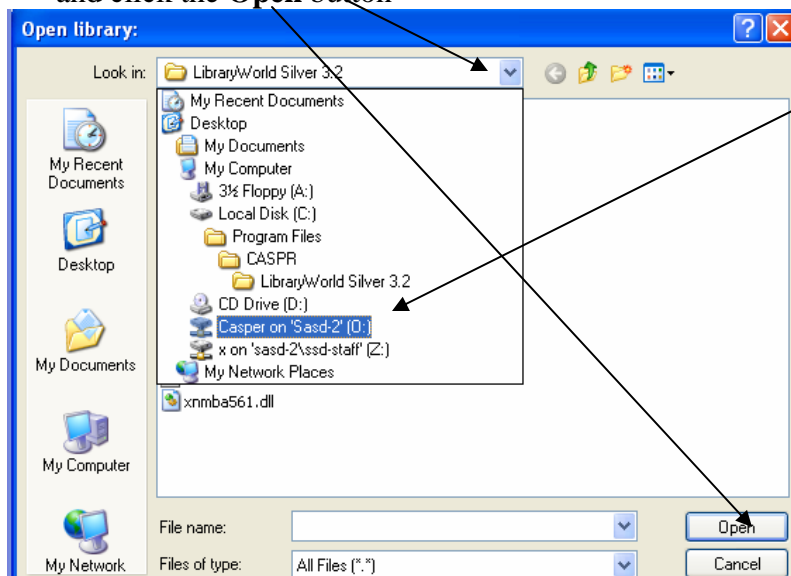 and click the Open button
Open library:
Look in:
LibraryWorld Silver 3.2
My Recent Documents
Desktop
My Documents
My Computer
3½ Floppy (A:)
Local Disk (C:)
Program Files
CASPR
LibraryWorld Silver 3.2
CD Drive (D:)
Casper on 'Sasd-2' (O:)
x on 'sasd-2\ssd-staff' (Z:)
My Network Places
xnmba561.dll
My Recent
Documents
Desktop
My Documents
My Computer
My Network
File name:
Open
Files of type:
All Files (*.*)
Cancel